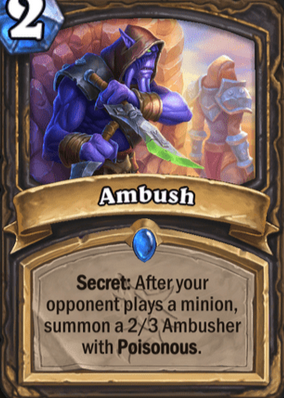 2
Ambush
Secret: After your
opponent plays a minion,
summon a 2/3 Ambusher
with Poisonous.